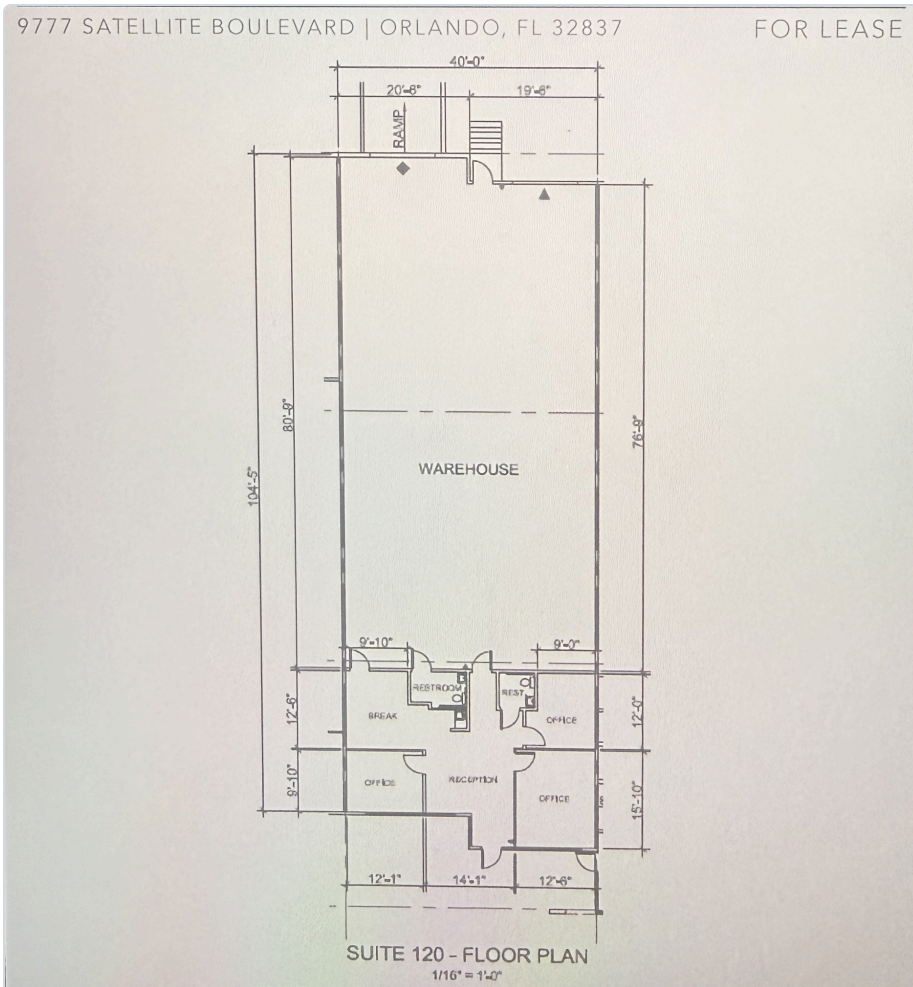 9777 SATELLITE BOULEVARD | ORLANDO, FL 32837
FOR LEASE
40'-0"
20'-6"
19'-6"
RAMP
80'-9"
76'-9"
104'-5"
WAREHOUSE
9'-10"
9'-0"
RESTROOM
REST.
12'-6"
BREAK
OFFICE
12'-0"
9'-10"
OFFICE
RECEPTION
OFFICE
15'-10"
12'-1"
14'-1"
12'-6"
SUITE 120 - FLOOR PLAN
1/16" = 1'-0"